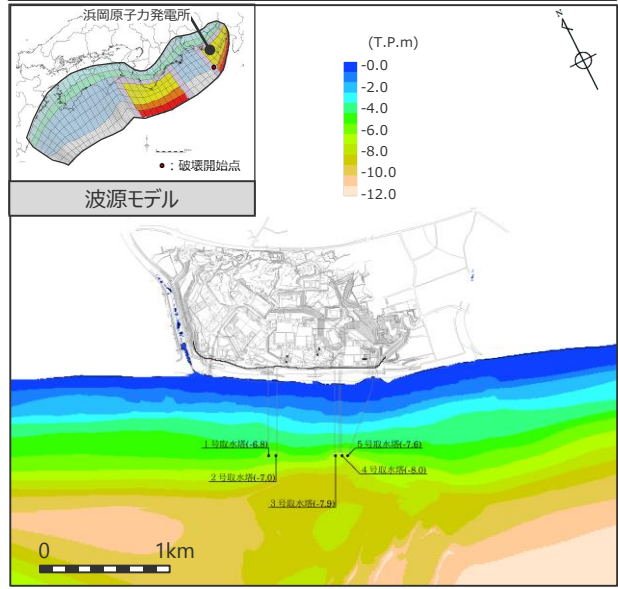 浜岡原子力発電所
：破壊開始点
波源モデル
(T.P.m)
-0.0
-2.0
-4.0
-6.0
-8.0
-10.0
-12.0
1号取水塔(-6.8)
5号取水塔(-7.6)
2号取水塔(-7.0)
4号取水塔(-8.0)
3号取水塔(-7.9)
0 1km